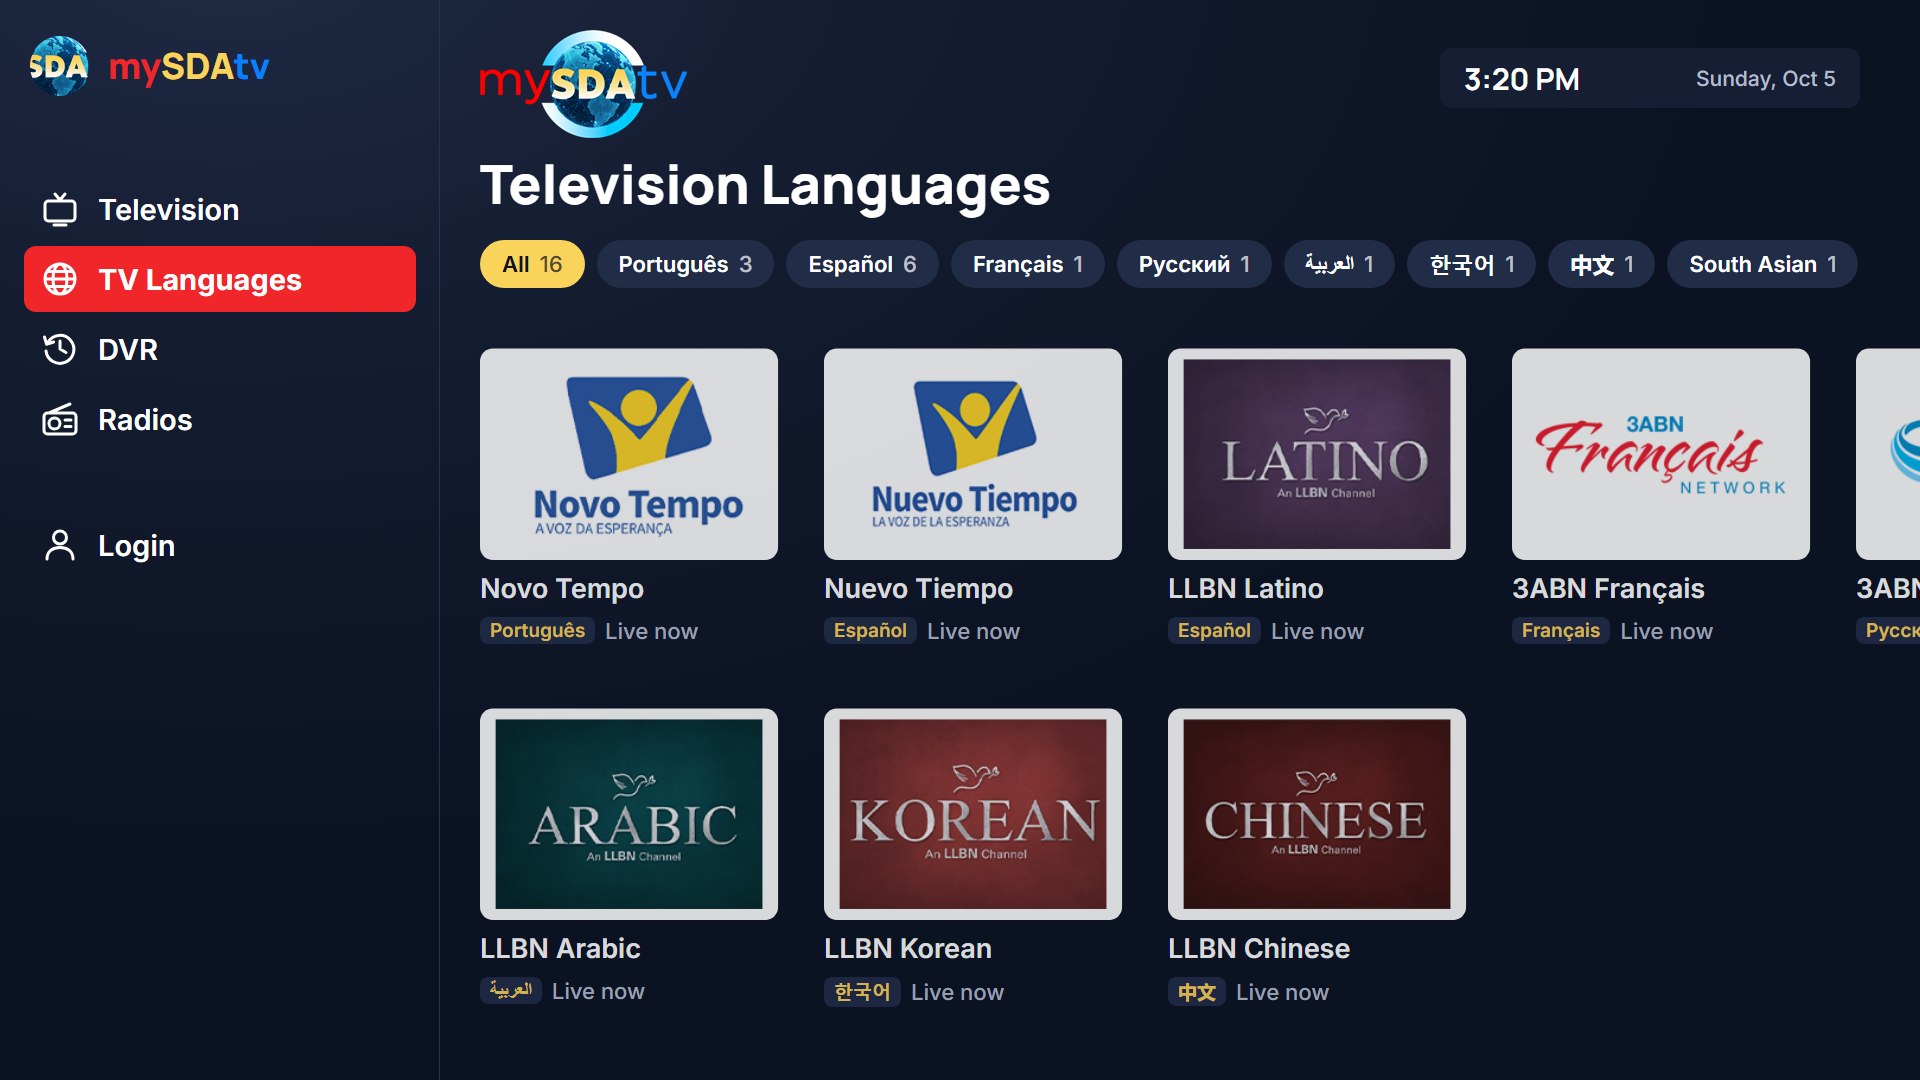 SDA mySDAtv
mySDAtv
3:20 PM
Sunday, Oct 5
Television
TV Languages
DVR
Radios
Login
Television Languages
All 16
Português 3
Español 6
Français 1
Русский 1
العربية 1
한국어 1
中文 1
South Asian 1
Novo Tempo
A VOZ DA ESPERANÇA
Nuevo Tiempo
LA VOZ DE LA ESPERANZA
LATINO
An LLBN Channel
3ABN
Français
NETWORK
Novo Tempo
Português Live now
Nuevo Tiempo
Español Live now
LLBN Latino
Español Live now
3ABN Français
Français Live now
3ABN
ARABIC
An LLBN Channel
KOREAN
An LLBN Channel
CHINESE
An LLBN Channel
LLBN Arabic
العربية Live now
LLBN Korean
한국어 Live now
LLBN Chinese
中文 Live now